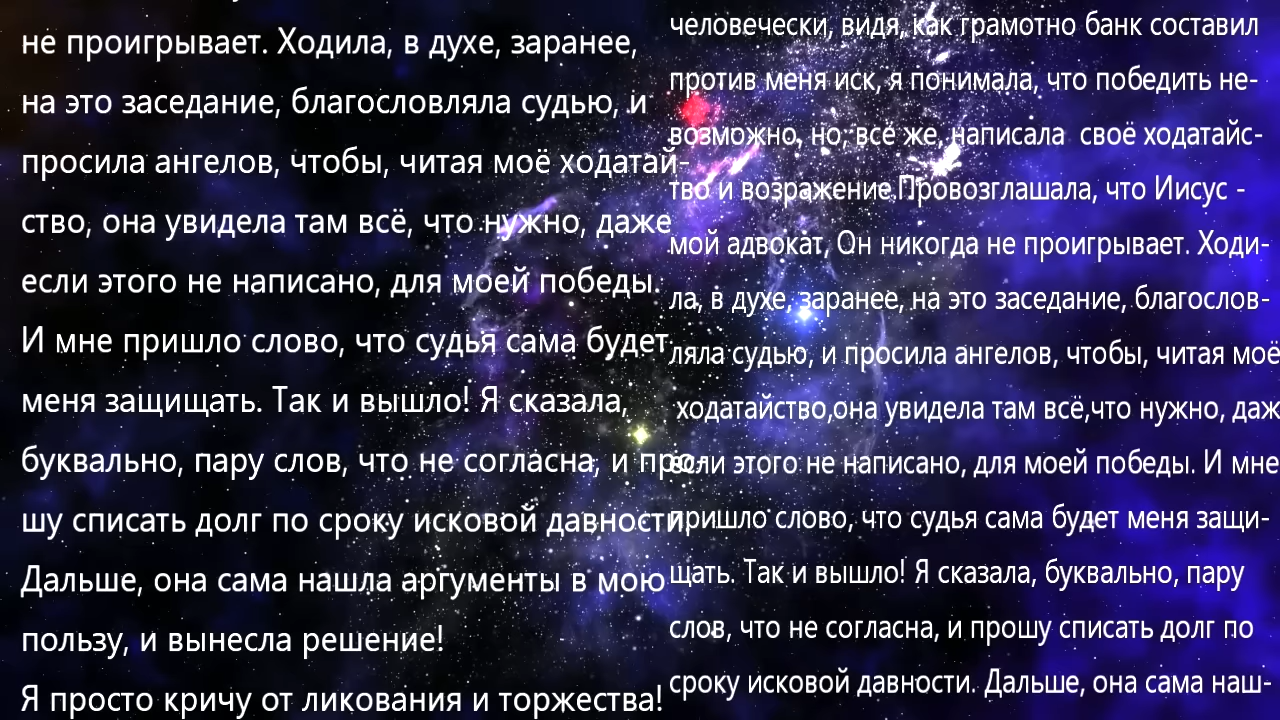 не проигрывает. Ходила, в духе, заранее,
на это заседание, благословляла судью, и
просила ангелов, чтобы, читая моё ходатай-
ство, она увидела там всё, что нужно, даже
если этого не написано, для моей победы.
И мне пришло слово, что судья сама будет
меня защищать. Так и вышло! Я сказала,
буквально, пару слов, что не согласна, и про-
шу списать долг по сроку исковой давности.
Дальше, она сама нашла аргументы в мою
пользу, и вынесла решение!
Я просто кричу от ликования и торжества!
человечески, видя, как грамотно банк составил
против меня иск, я понимала, что победить не-
возможно, но, всё же, написала своё ходатайс-
тво и возражение.Провозглашала, что Иисус -
мой адвокат, Он никогда не проигрывает. Ходи-
ла, в духе, заранее, на это заседание, благослов-
ляла судью, и просила ангелов, чтобы, читая моё
ходатайство,она увидела там всё,что нужно, даж
если этого не написано, для моей победы. И мне
пришло слово, что судья сама будет меня защи-
щать. Так и вышло! Я сказала, буквально, пару
слов, что не согласна, и прошу списать долг по
сроку исковой давности. Дальше, она сама наш-